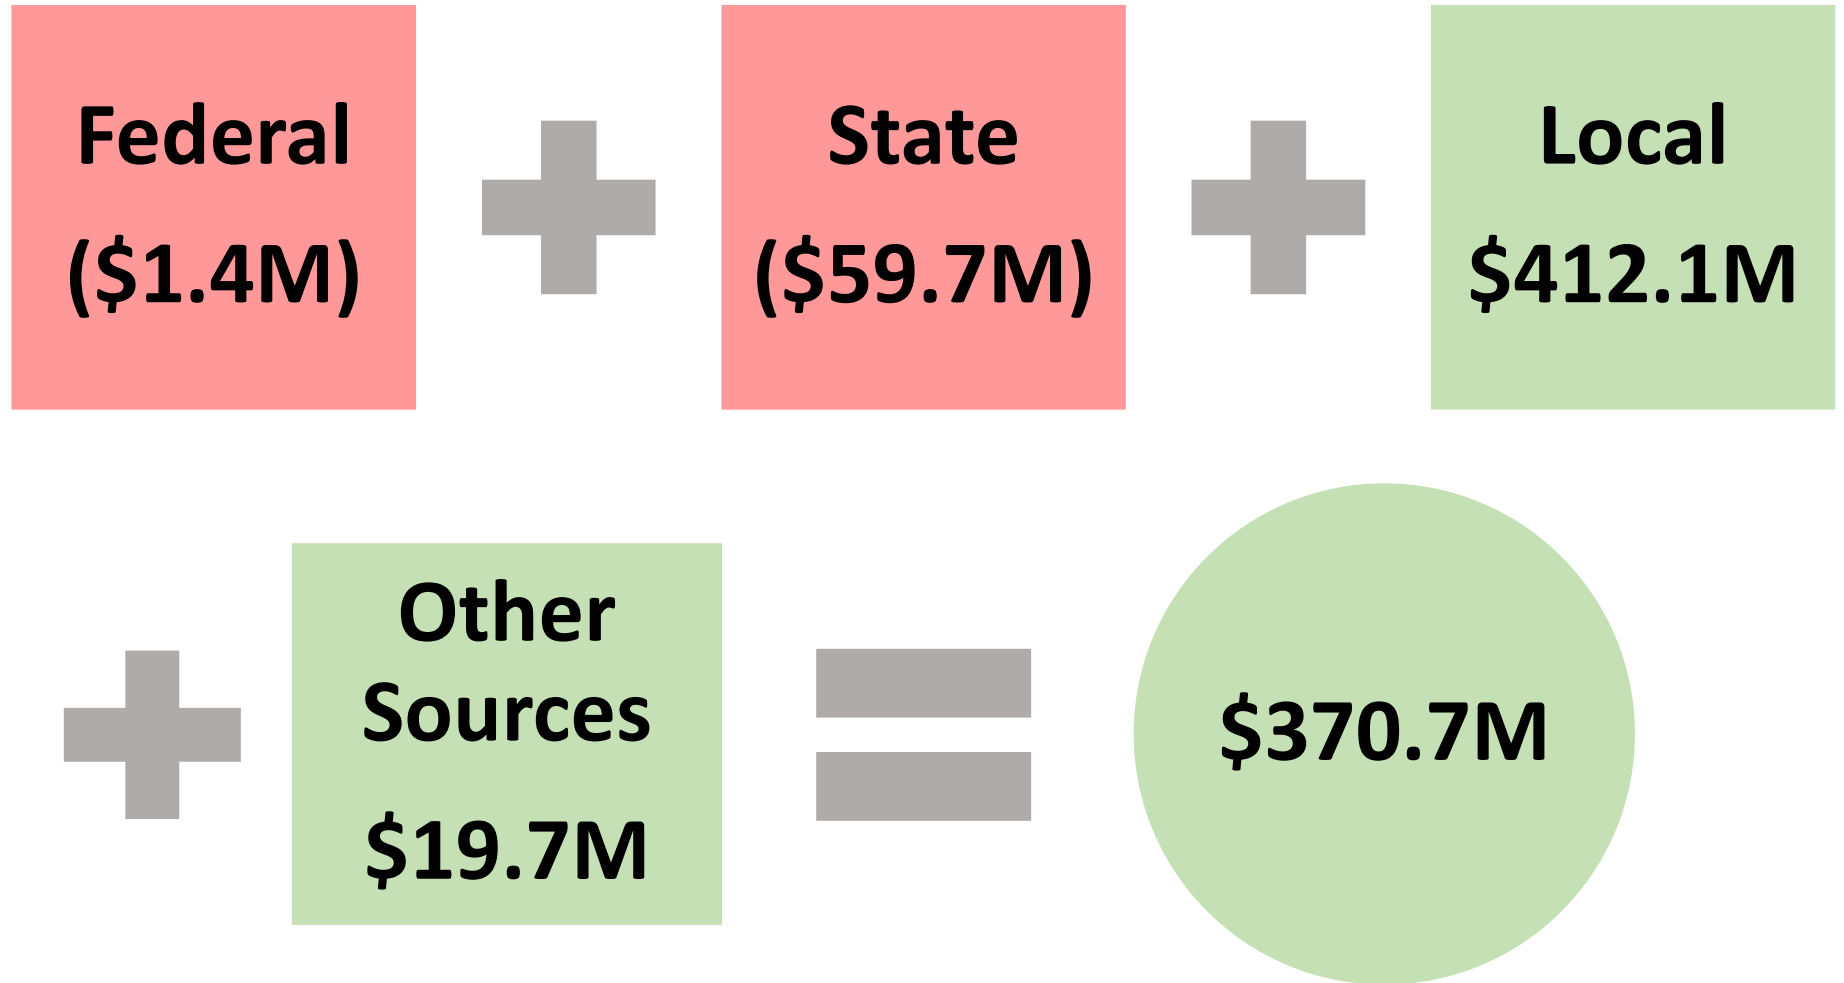 Federal
($1.4M)
State
($59.7M)
Local
$412.1M
Other
Sources
$19.7M
$370.7M